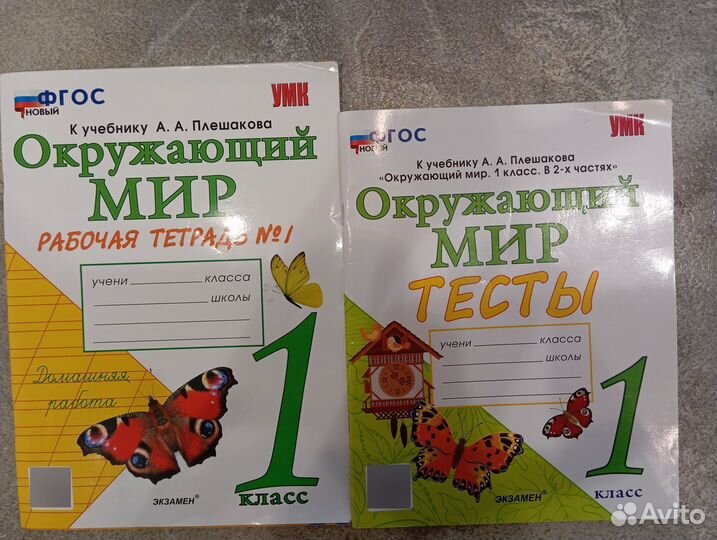 ФГОС
НОВЫЙ
УМК
К учебнику А. А. Плешакова
Окружающий
МИР
РАБОЧАЯ ТЕТРАДЬ №1
учени класса
школы
Домашняя
работа
1
КЛАСС
ЭКЗАМЕН®
ФГОС
НОВЫЙ
УМК
К учебнику А. А. Плешакова
«Окружающий мир. 1 класс. В 2-х частях»
Окружающий
МИР
ТЕСТЫ
учени класса
школы
1
КЛАСС
ЭКЗАМЕН®
Avito